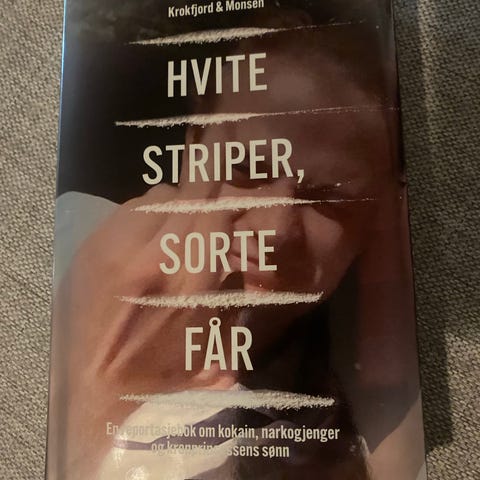 Krokfjord & Monsen
HVITE
STRIPER,
SORTE
FÅR
En reportasjebok om kokain, narkogjenger
og kronprinsessens sønn